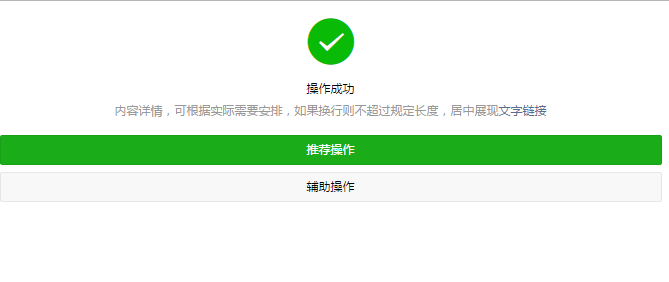 操作成功
内容详情，可根据实际需要安排，如果换行则不超过规定长度，居中展现文字链接
推荐操作
辅助操作